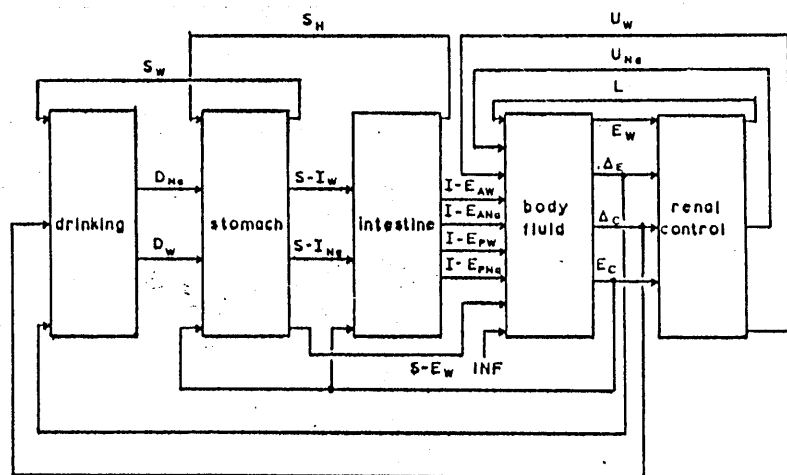 S_H
U_W
U_Na
S_W
L
E_W
D_Na
S-I_W
Δ_E
I-E_AW
I-E_ANa
drinking
stomach
intestine
body
fluid
Δ_C
renal
control
D_W
S-I_Na
I-E_PW
I-E_PNa
E_C
S-E_W
INF